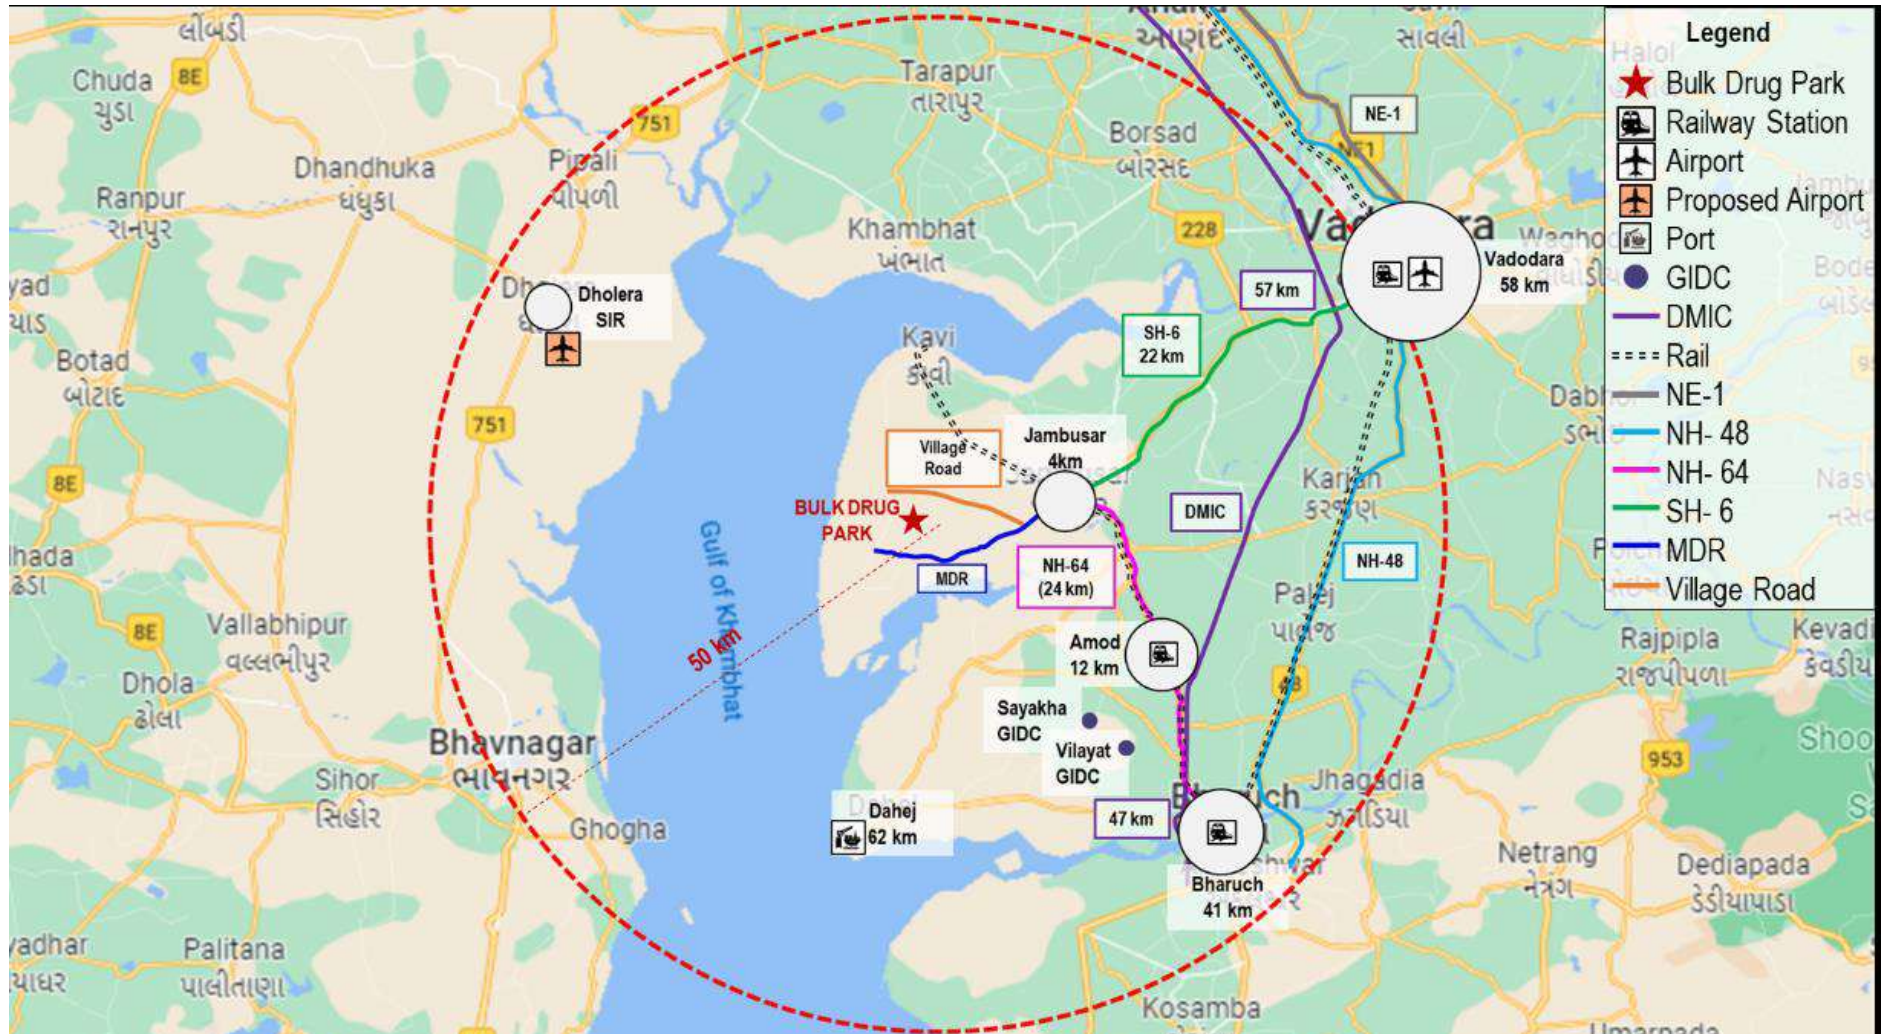 લીંબડી
Chuda
ચુડા
8E
751
Tarapur
તારાપુર
આણંદ
સાવલી
Borsad
બોરસદ
NE-1
NE1
Dhandhuka
ધંધુકા
Pipali
પીપળી
Ranpur
રાનપુર
Khambhat
ખંભાત
228
Vadodara
58 km
57 km
Dholera
SIR
Botad
બોટાદ
Kavi
કાવી
SH-6
22 km
751
8E
Village
Road
Jambusar
4km
BULK DRUG
PARK
MDR
NH-64
(24 km)
DMIC
Karjan
કરજણ
NH-48
Gulf of Khambhat
50 km
Palej
પાલેજ
8E
Vallabhipur
વલ્લભીપુર
Dhola
ઢોલા
Amod
12 km
Sayakha
GIDC
Vilayat
GIDC
Bhavnagar
ભાવનગર
Sihor
સિહોર
Ghogha
Dahej
62 km
47 km
Bharuch
41 km
Jhagadia
ઝગડિયા
Rajpipla
રાજપીપળા
953
Netrang
નેત્રંગ
Dediapada
ડેડીયાપાડા
Palitana
પાલીતાણા
Kosamba
Legend
Bulk Drug Park
Railway Station
Airport
Proposed Airport
Port
GIDC
DMIC
Rail
NE-1
NH- 48
NH- 64
SH- 6
MDR
Village Road